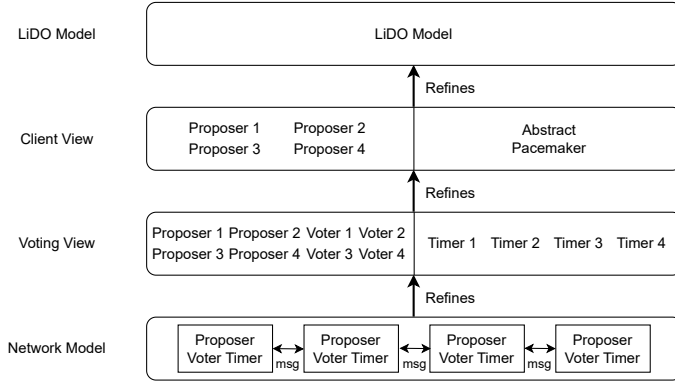 LiDO Model
LiDO Model
Refines
Client View
Proposer 1 Proposer 2
Proposer 3 Proposer 4
Abstract
Pacemaker
Refines
Voting View
Proposer 1 Proposer 2 Voter 1 Voter 2
Proposer 3 Proposer 4 Voter 3 Voter 4
Timer 1 Timer 2 Timer 3 Timer 4
Refines
Network Model
Proposer
Voter Timer
msg
Proposer
Voter Timer
msg
Proposer
Voter Timer
msg
Proposer
Voter Timer